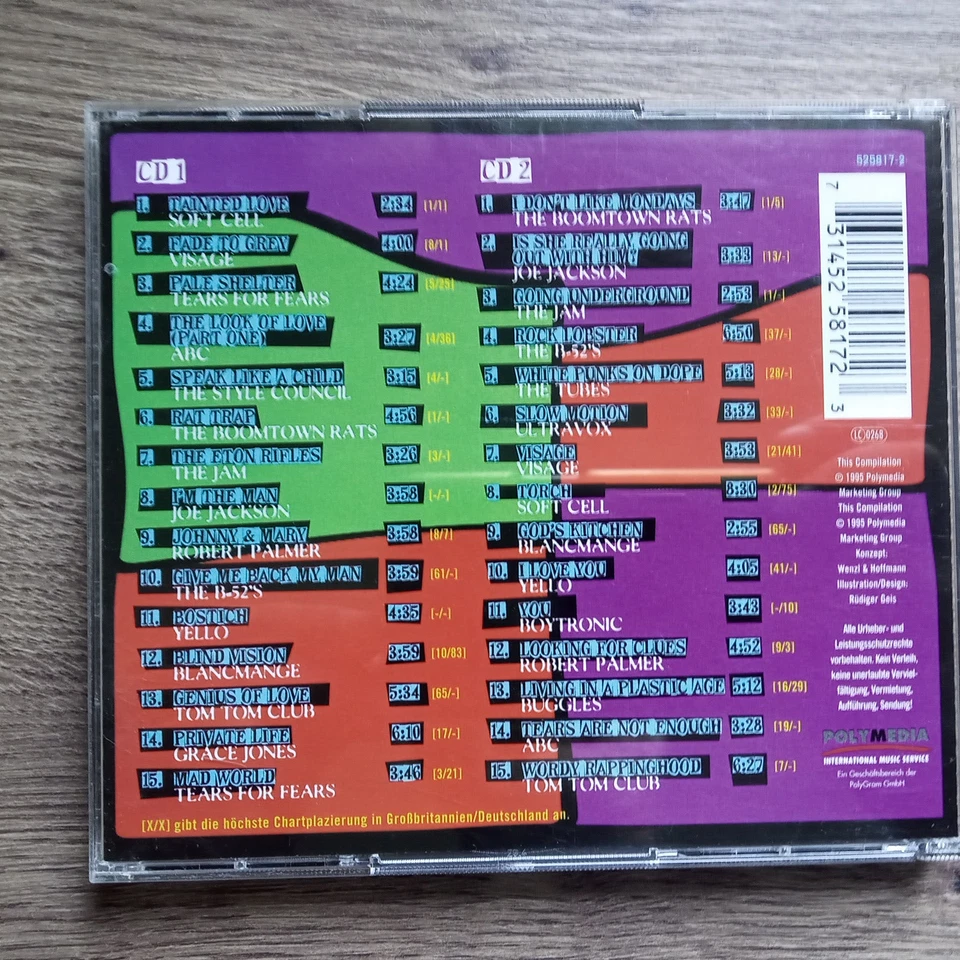 CD 1
1. TAINTED LOVE 2:34 [1/1]
SOFT CELL
2. FADE TO GREY 4:00 [8/1]
VISAGE
3. PALE SHELTER 4:24 [5/25]
TEARS FOR FEARS
4. THE LOOK OF LOVE
(PART ONE) 3:27 [4/36]
ABC
5. SPEAK LIKE A CHILD 3:15 [4/-]
THE STYLE COUNCIL
6. RAT TRAP 4:56 [1/-]
THE BOOMTOWN RATS
7. THE ETON RIFLES 3:26 [3/-]
THE JAM
8. I'M THE MAN 3:58 [-/-]
JOE JACKSON
9. JOHNNY & MARY 3:58 [8/7]
ROBERT PALMER
10. GIVE ME BACK MY MAN 3:59 [61/-]
THE B-52'S
11. BOSTICH 4:35 [-/-]
YELLO
12. BLIND VISION 3:59 [10/83]
BLANCMANGE
13. GENIUS OF LOVE 5:34 [65/-]
TOM TOM CLUB
14. PRIVATE LIFE 6:10 [17/-]
GRACE JONES
15. MAD WORLD 3:46 [3/21]
TEARS FOR FEARS
[X/X] gibt die höchste Chartplazierung in Großbritannien/Deutschland an.
CD 2
1. I DON'T LIKE MONDAYS 3:47 [1/6]
THE BOOMTOWN RATS
2. IS SHE REALLY GOING
OUT WITH HIM? 3:33 [13/-]
JOE JACKSON
3. GOING UNDERGROUND 2:53 [1/-]
THE JAM
4. ROCK LOBSTER 6:50 [37/-]
THE B-52'S
5. WHITE PUNKS ON DOPE 5:13 [28/-]
THE TUBES
6. SLOW MOTION 3:32 [33/-]
ULTRAVOX
7. VISAGE 3:53 [21/41]
VISAGE
8. TORCH 8:30 [2/75]
SOFT CELL
9. GOD'S KITCHEN 2:55 [65/-]
BLANCMANGE
10. I LOVE YOU 4:05 [41/-]
YELLO
11. YOU 3:43 [-/10]
BOYTRONIC
12. LOOKING FOR CLUES 4:52 [9/3]
ROBERT PALMER
13. LIVING IN A PLASTIC AGE 5:12 [16/29]
BUGGLES
14. TEARS ARE NOT ENOUGH 3:28 [19/-]
ABC
15. WORDY RAPPINGHOOD 6:27 [7/-]
TOM TOM CLUB
525817-2
7 31452 58172 3
LC 0268
This Compilation
℗ 1995 Polymedia
Marketing Group
This Compilation
© 1995 Polymedia
Marketing Group
Konzept:
Wenzl & Hoffmann
Illustration/Design:
Rüdiger Geis
Alle Urheber- und
Leistungsschutzrechte
vorbehalten. Kein Verleih,
keine unerlaubte Verviel-
fältigung, Vermietung,
Aufführung, Sendung!
POLYMEDIA
INTERNATIONAL MUSIC SERVICE
Ein Geschäftsbereich der
PolyGram GmbH